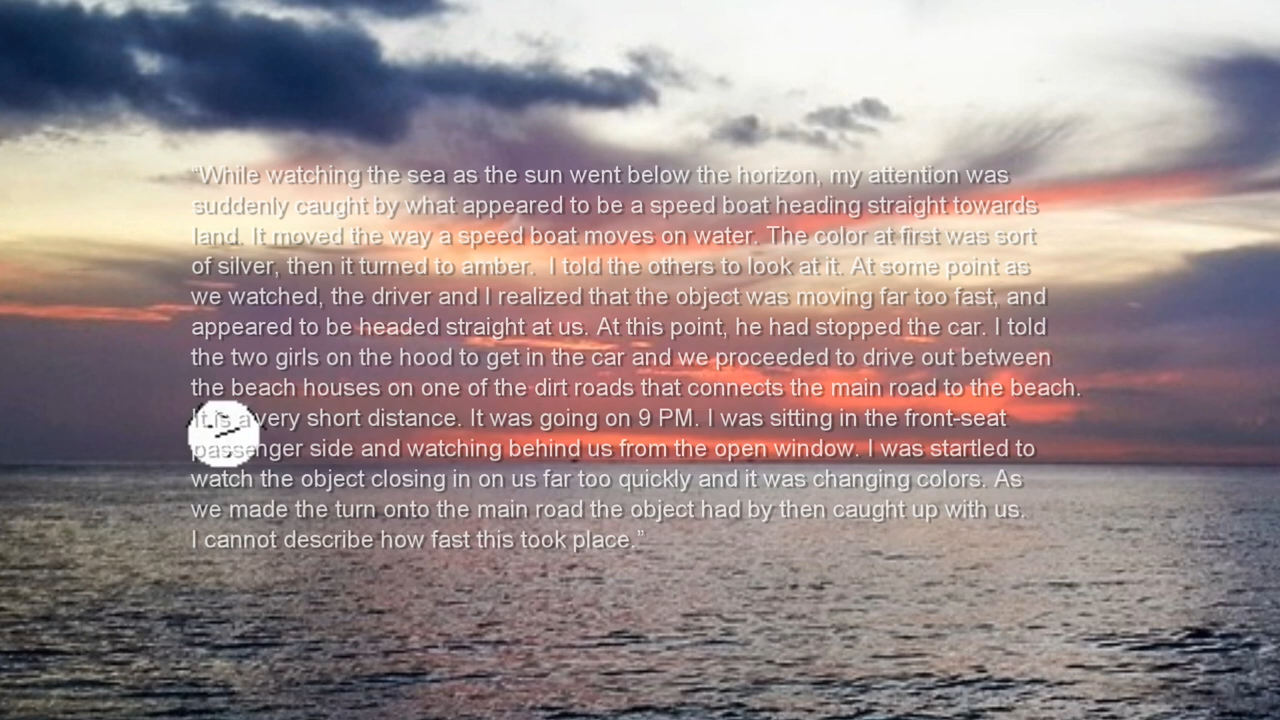 “While watching the sea as the sun went below the horizon, my attention was
suddenly caught by what appeared to be a speed boat heading straight towards
land. It moved the way a speed boat moves on water. The color at first was sort
of silver, then it turned to amber.  I told the others to look at it. At some point as
we watched, the driver and I realized that the object was moving far too fast, and
appeared to be headed straight at us. At this point, he had stopped the car. I told
the two girls on the hood to get in the car and we proceeded to drive out between
the beach houses on one of the dirt roads that connects the main road to the beach.
It is a very short distance. It was going on 9 PM. I was sitting in the front-seat
passenger side and watching behind us from the open window. I was startled to
watch the object closing in on us far too quickly and it was changing colors. As
we made the turn onto the main road the object had by then caught up with us.
I cannot describe how fast this took place.”